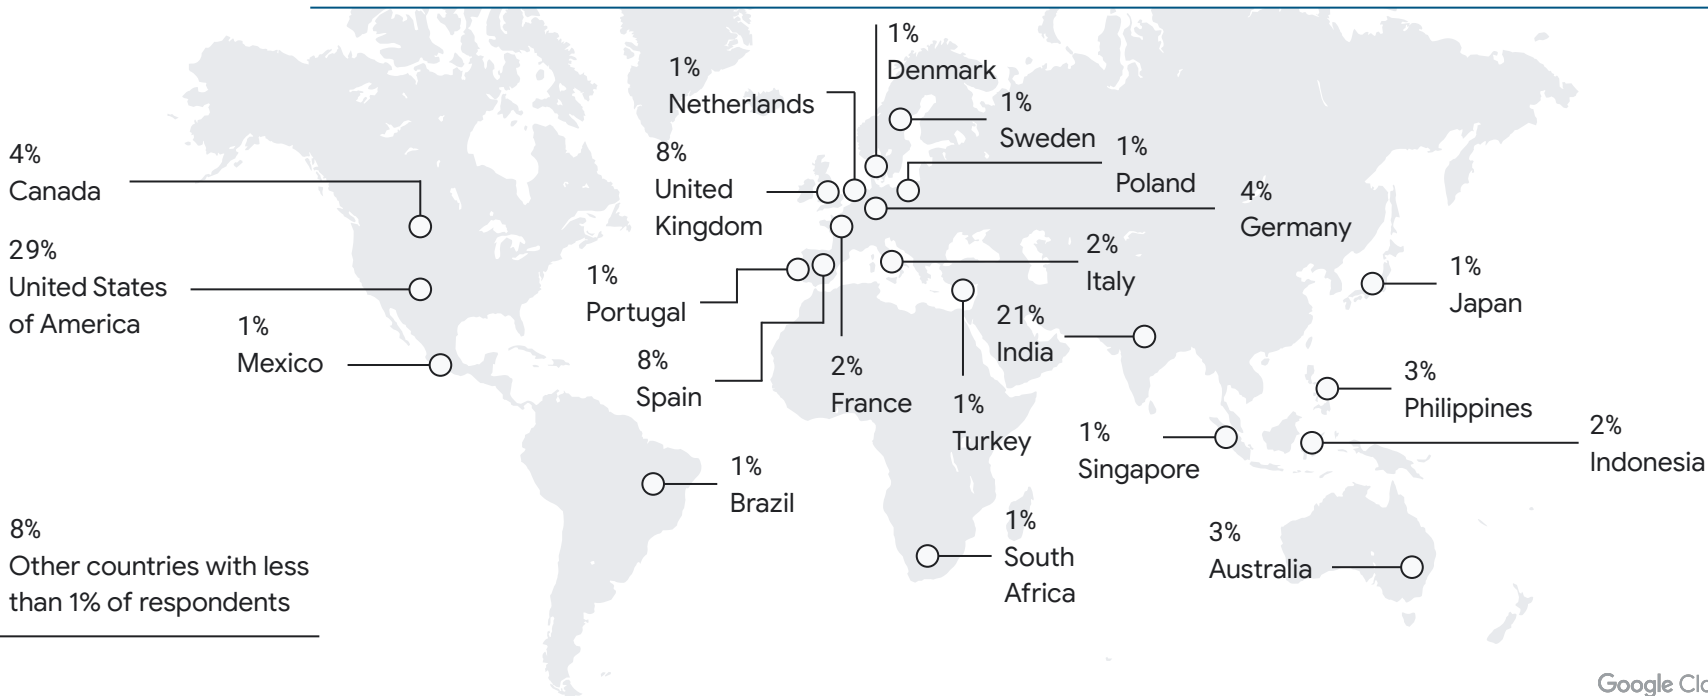 1%
Denmark
1%
Netherlands
1%
Sweden
4%
Canada
8%
United
Kingdom
1%
Poland
4%
Germany
29%
United States
of America
1%
Portugal
2%
Italy
1%
Japan
1%
Mexico
21%
India
8%
Spain
2%
France
1%
Turkey
3%
Philippines
1%
Singapore
2%
Indonesia
1%
Brazil
8%
Other countries with less
than 1% of respondents
1%
South
Africa
3%
Australia
Google